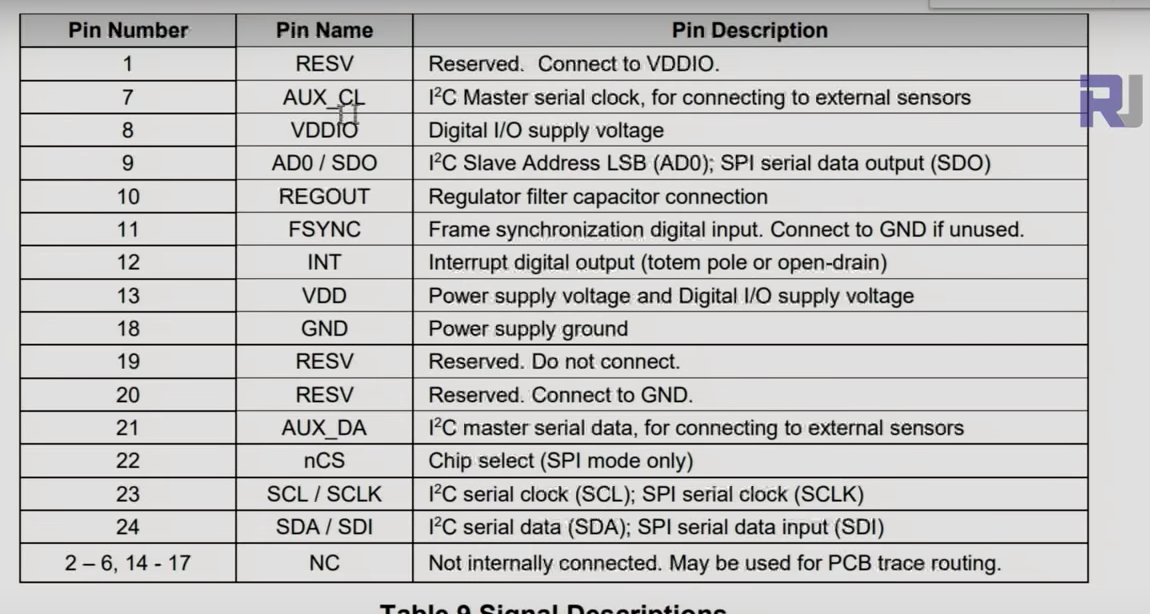 Pin Number Pin Name Pin Description
1 RESV Reserved. Connect to VDDIO.
7 AUX_CL I²C Master serial clock, for connecting to external sensors
8 VDDIO Digital I/O supply voltage
9 AD0 / SDO I²C Slave Address LSB (AD0); SPI serial data output (SDO)
10 REGOUT Regulator filter capacitor connection
11 FSYNC Frame synchronization digital input. Connect to GND if unused.
12 INT Interrupt digital output (totem pole or open-drain)
13 VDD Power supply voltage and Digital I/O supply voltage
18 GND Power supply ground
19 RESV Reserved. Do not connect.
20 RESV Reserved. Connect to GND.
21 AUX_DA I²C master serial data, for connecting to external sensors
22 nCS Chip select (SPI mode only)
23 SCL / SCLK I²C serial clock (SCL); SPI serial clock (SCLK)
24 SDA / SDI I²C serial data (SDA); SPI serial data input (SDI)
2 – 6, 14 - 17 NC Not internally connected. May be used for PCB trace routing.
Table 9 Signal Descriptions
RJ